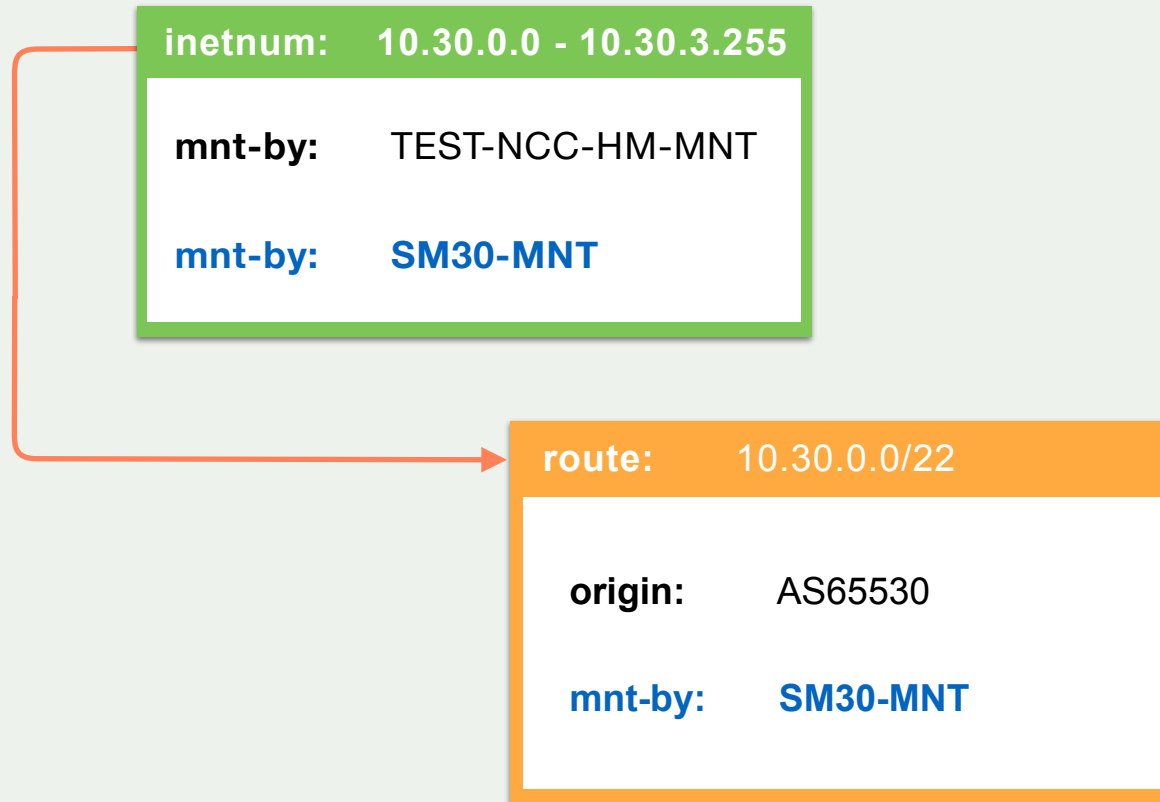 inetnum: 10.30.0.0 - 10.30.3.255
mnt-by: TEST-NCC-HM-MNT
mnt-by: SM30-MNT
route: 10.30.0.0/22
origin: AS65530
mnt-by: SM30-MNT